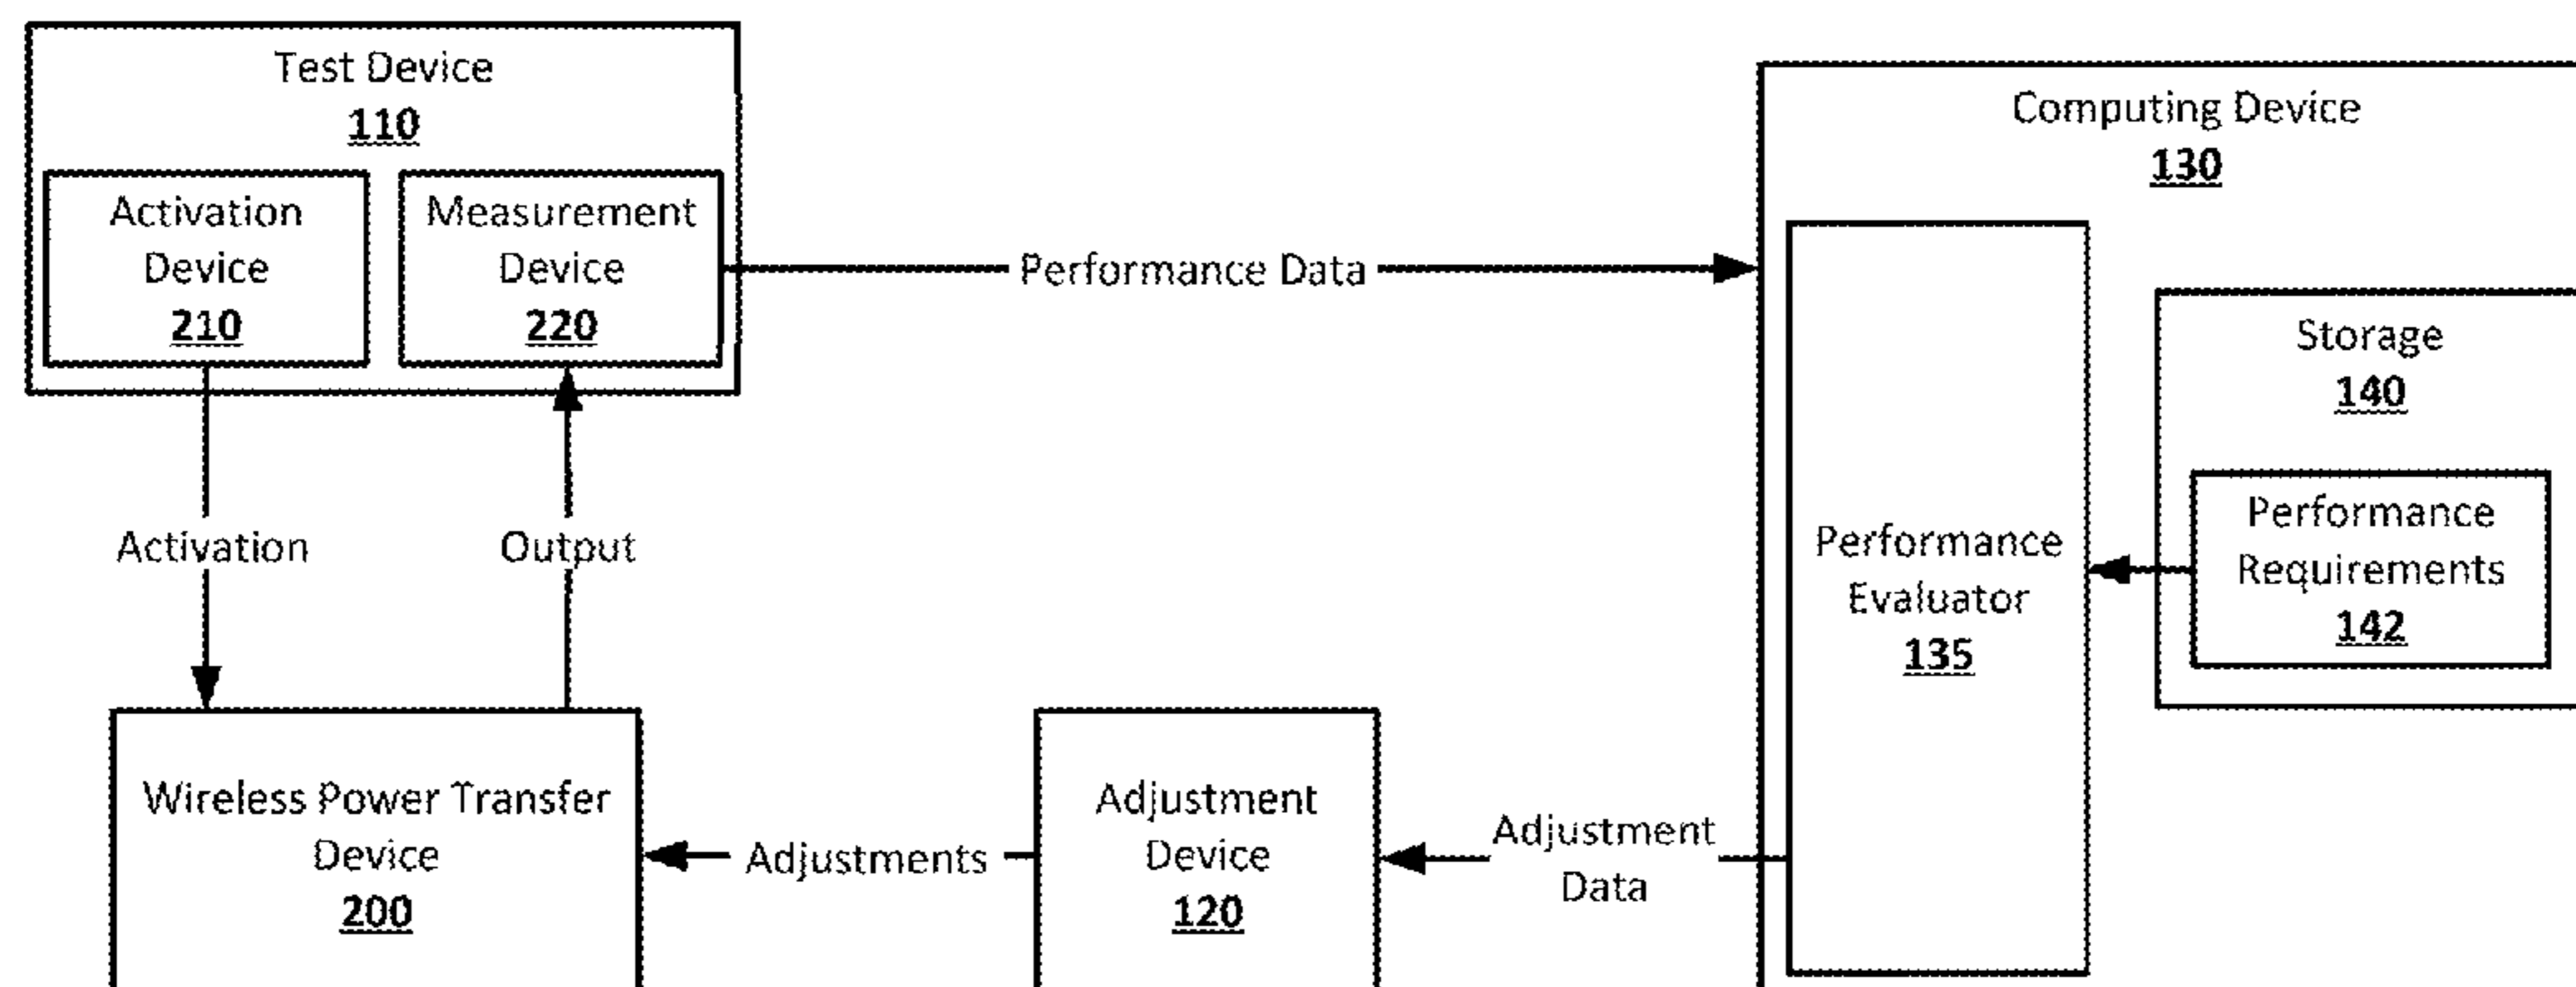 Test Device
110
Activation
Device
210
Measurement
Device
220
Performance Data
Computing Device
130
Storage
140
Performance
Requirements
142
Performance
Evaluator
135
Activation
Output
Wireless Power Transfer
Device
200
Adjustments
Adjustment
Device
120
Adjustment
Data